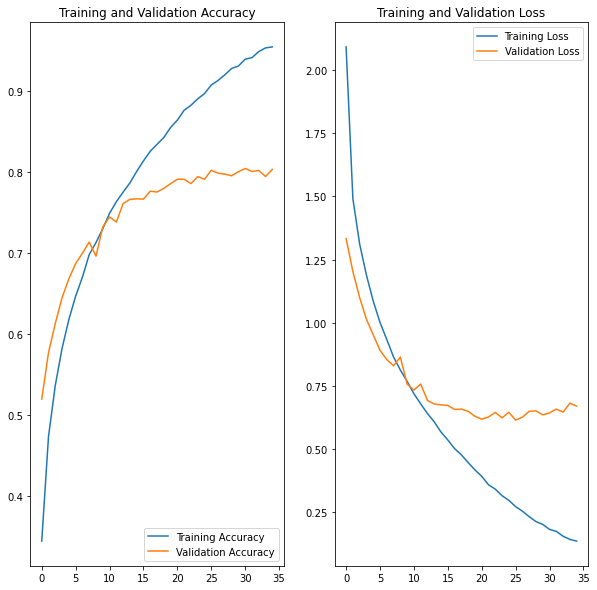 Training and Validation Accuracy
0.9
0.8
0.7
0.6
0.5
0.4
0 5 10 15 20 25 30 35
Training Accuracy
Validation Accuracy
Training and Validation Loss
2.00
1.75
1.50
1.25
1.00
0.75
0.50
0.25
0 5 10 15 20 25 30 35
Training Loss
Validation Loss